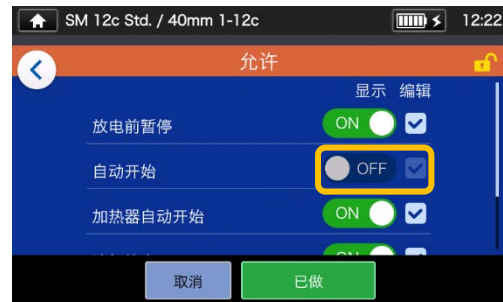 SM 12c Std. / 40mm 1-12c 12:22
允许
显示 编辑
放电前暂停 ON
自动开始 OFF
加热器自动开始 ON
取消 已做